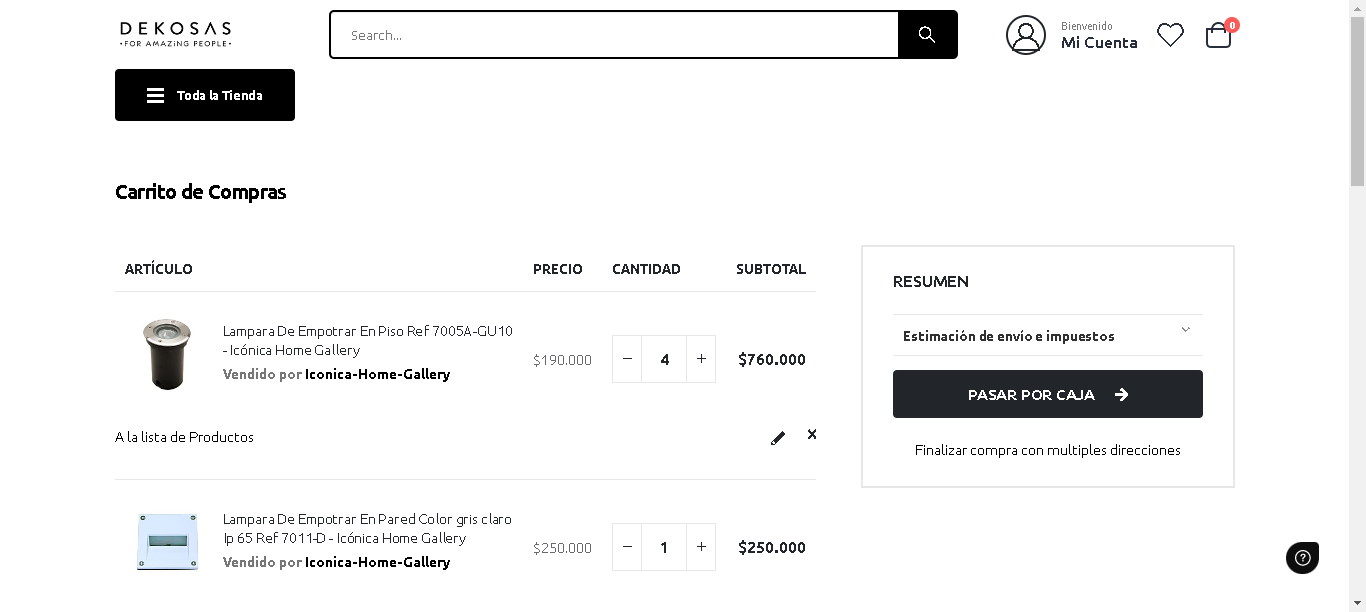 DEKOSAS
•FOR AMAZING PEOPLE•
Search...
Bienvenido
Mi Cuenta
0
Toda la Tienda
Carrito de Compras
ARTÍCULO PRECIO CANTIDAD SUBTOTAL
Lampara De Empotrar En Piso Ref 7005A-GU10
- Icónica Home Gallery
Vendido por Iconica-Home-Gallery
$190.000 − 4 + $760.000
A la lista de Productos
Lampara De Empotrar En Pared Color gris claro
Ip 65 Ref 7011-D - Icónica Home Gallery
Vendido por Iconica-Home-Gallery
$250.000 − 1 + $250.000
RESUMEN
Estimación de envío e impuestos
PASAR POR CAJA
Finalizar compra con multiples direcciones